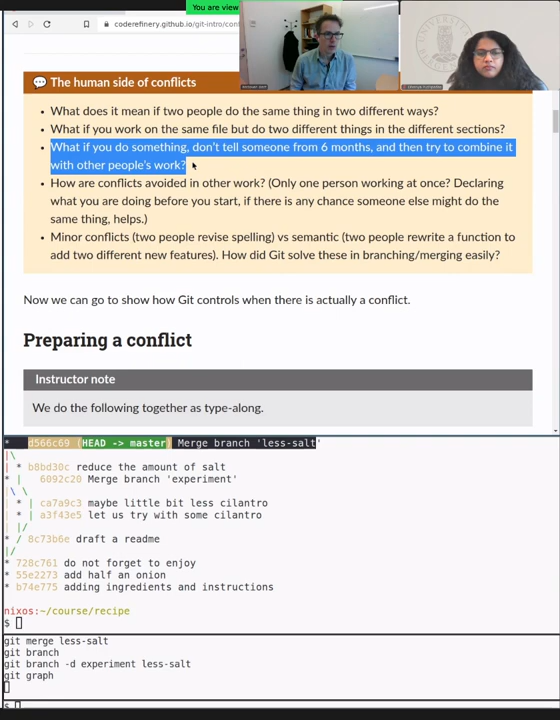 You are view
coderefinery.github.io/git-intro/conf
The human side of conflicts
• What does it mean if two people do the same thing in two different ways?
• What if you work on the same file but do two different things in the different sections?
• What if you do something, don't tell someone from 6 months, and then try to combine it
with other people's work?
• How are conflicts avoided in other work? (Only one person working at once? Declaring
what you are doing before you start, if there is any chance someone else might do the
same thing, helps.)
• Minor conflicts (two people revise spelling) vs semantic (two people rewrite a function to
add two different new features). How did Git solve these in branching/merging easily?
Now we can go to show how Git controls when there is actually a conflict.
Preparing a conflict
Instructor note
We do the following together as type-along.
*   d566c69 (HEAD -> master) Merge branch 'less-salt'
|\
| * b8bd30c reduce the amount of salt
* |   6092c20 Merge branch 'experiment'
|\ \
| * | ca7a9c3 maybe little bit less cilantro
| * | a3f43e5 let us try with some cilantro
| |/
* / 8c73b6e draft a readme
|/
* 728c761 do not forget to enjoy
* 55e2273 add half an onion
* b74e775 adding ingredients and instructions
nixos:~/course/recipe
$
git merge less-salt
git branch
git branch -d experiment less-salt
git graph
$